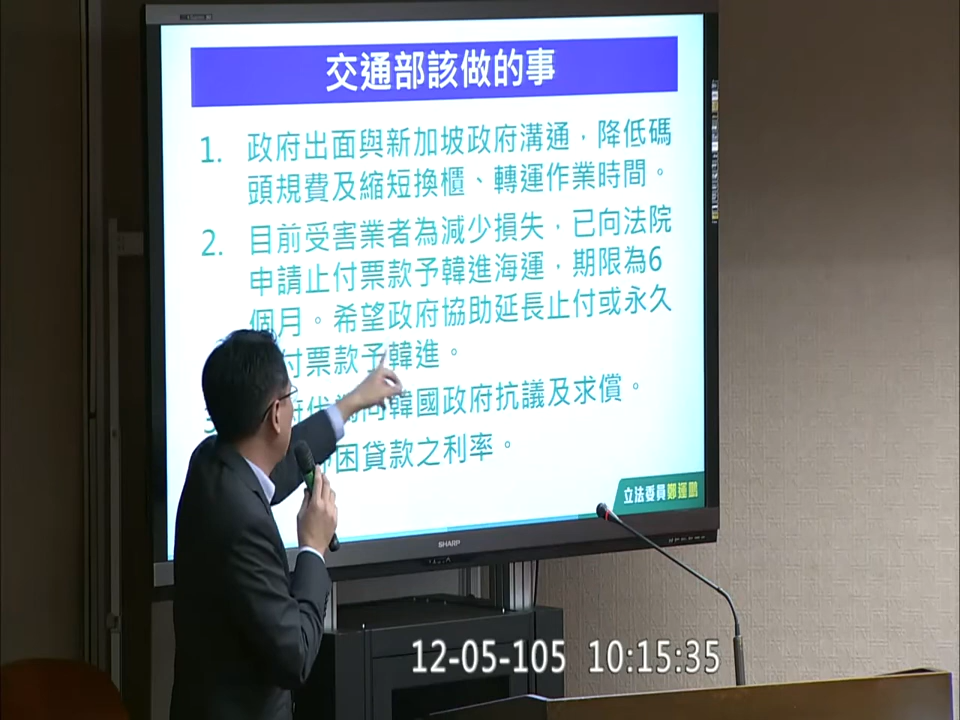 交通部該做的事
1. 政府出面與新加坡政府溝通，降低碼
頭規費及縮短換櫃、轉運作業時間。
2. 目前受害業者為減少損失，已向法院
申請止付票款予韓進海運，期限為6
個月。希望政府協助延長止付或永久
付票款予韓進。
向韓國政府抗議及求償。
困貸款之利率。
立法委員鄭運鵬
SHARP
12-05-105 10:15:35